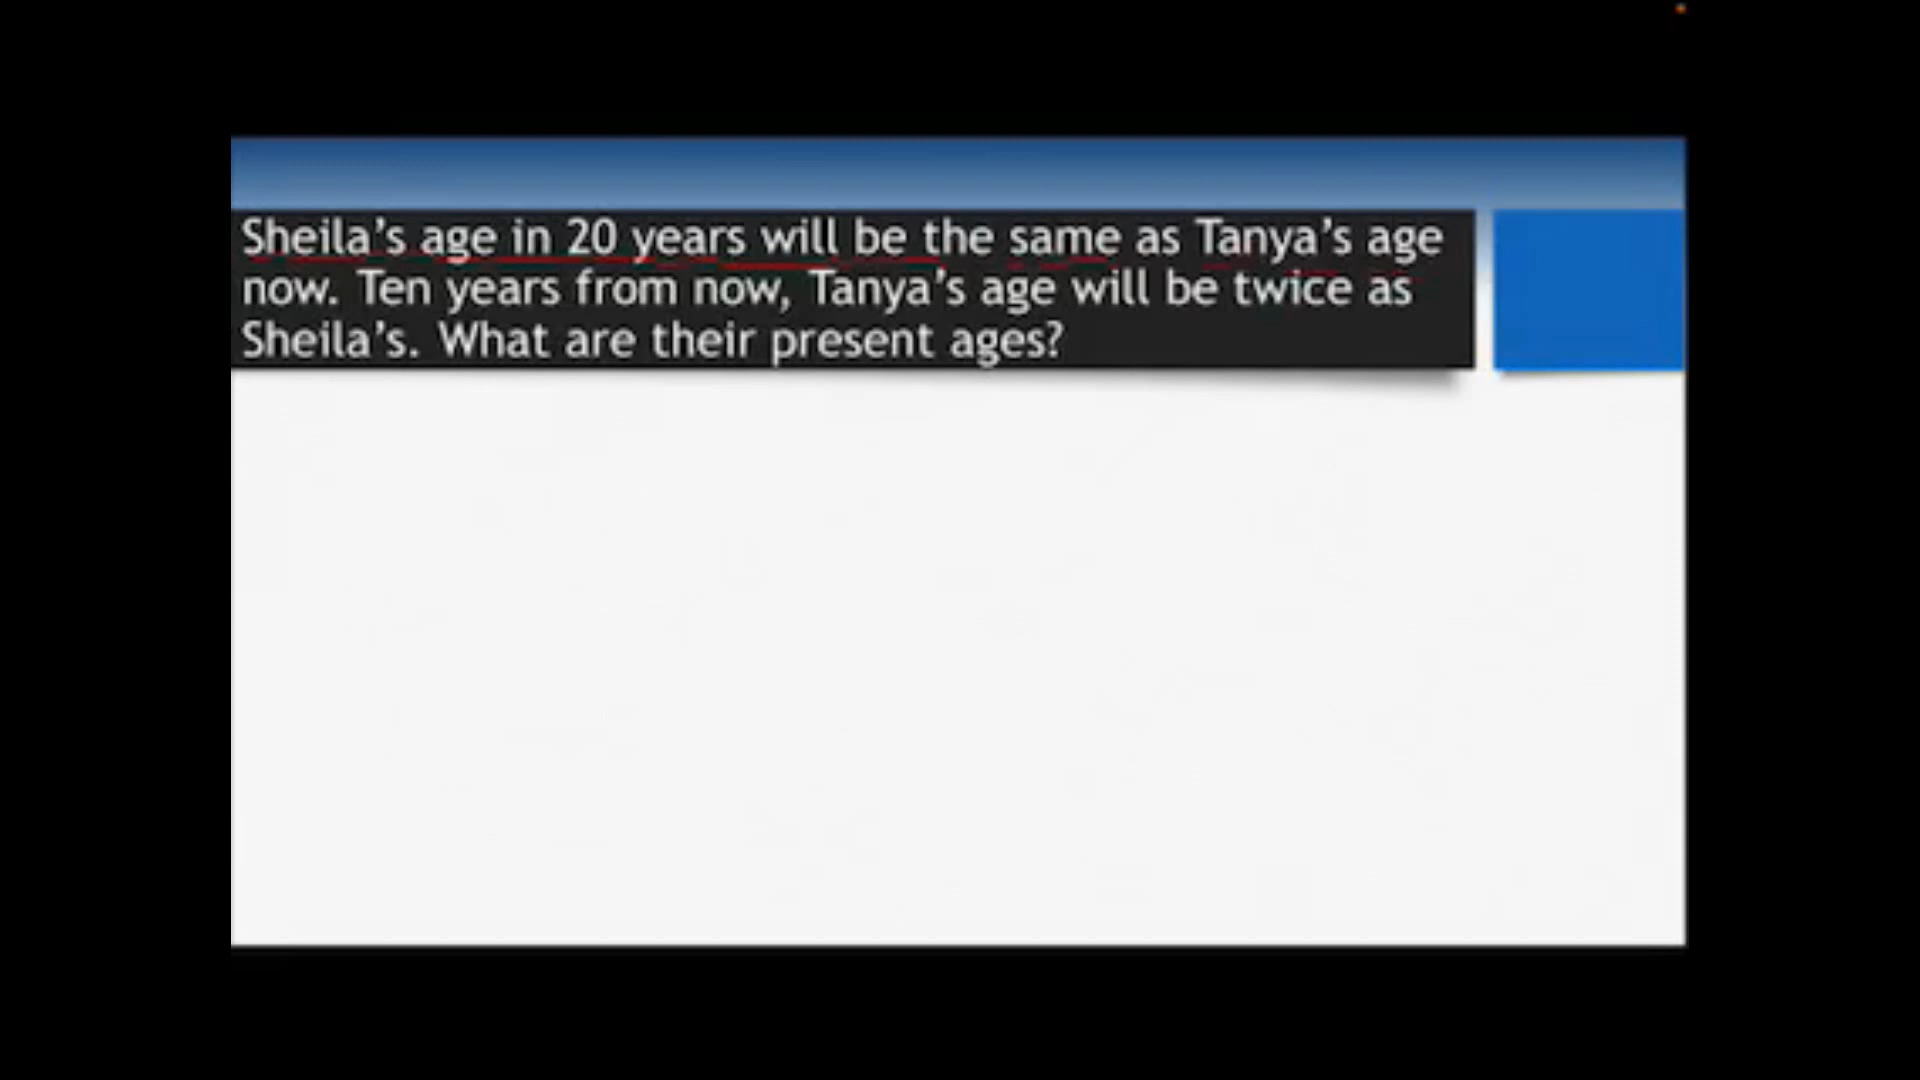 Sheila’s age in 20 years will be the same as Tanya’s age
now. Ten years from now, Tanya’s age will be twice as
Sheila’s. What are their present ages?